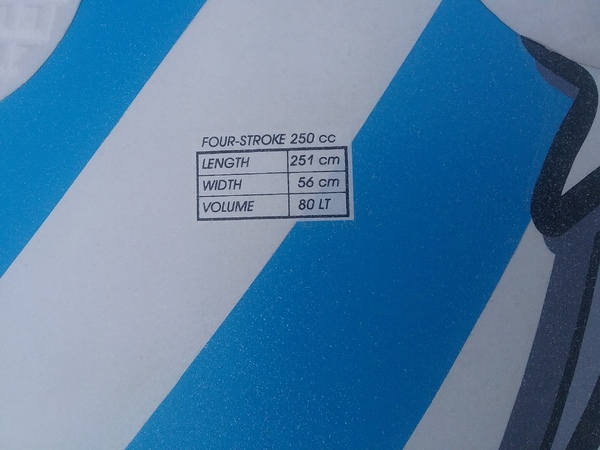 FOUR-STROKE 250 cc
LENGTH 251 cm
WIDTH 56 cm
VOLUME 80 LT